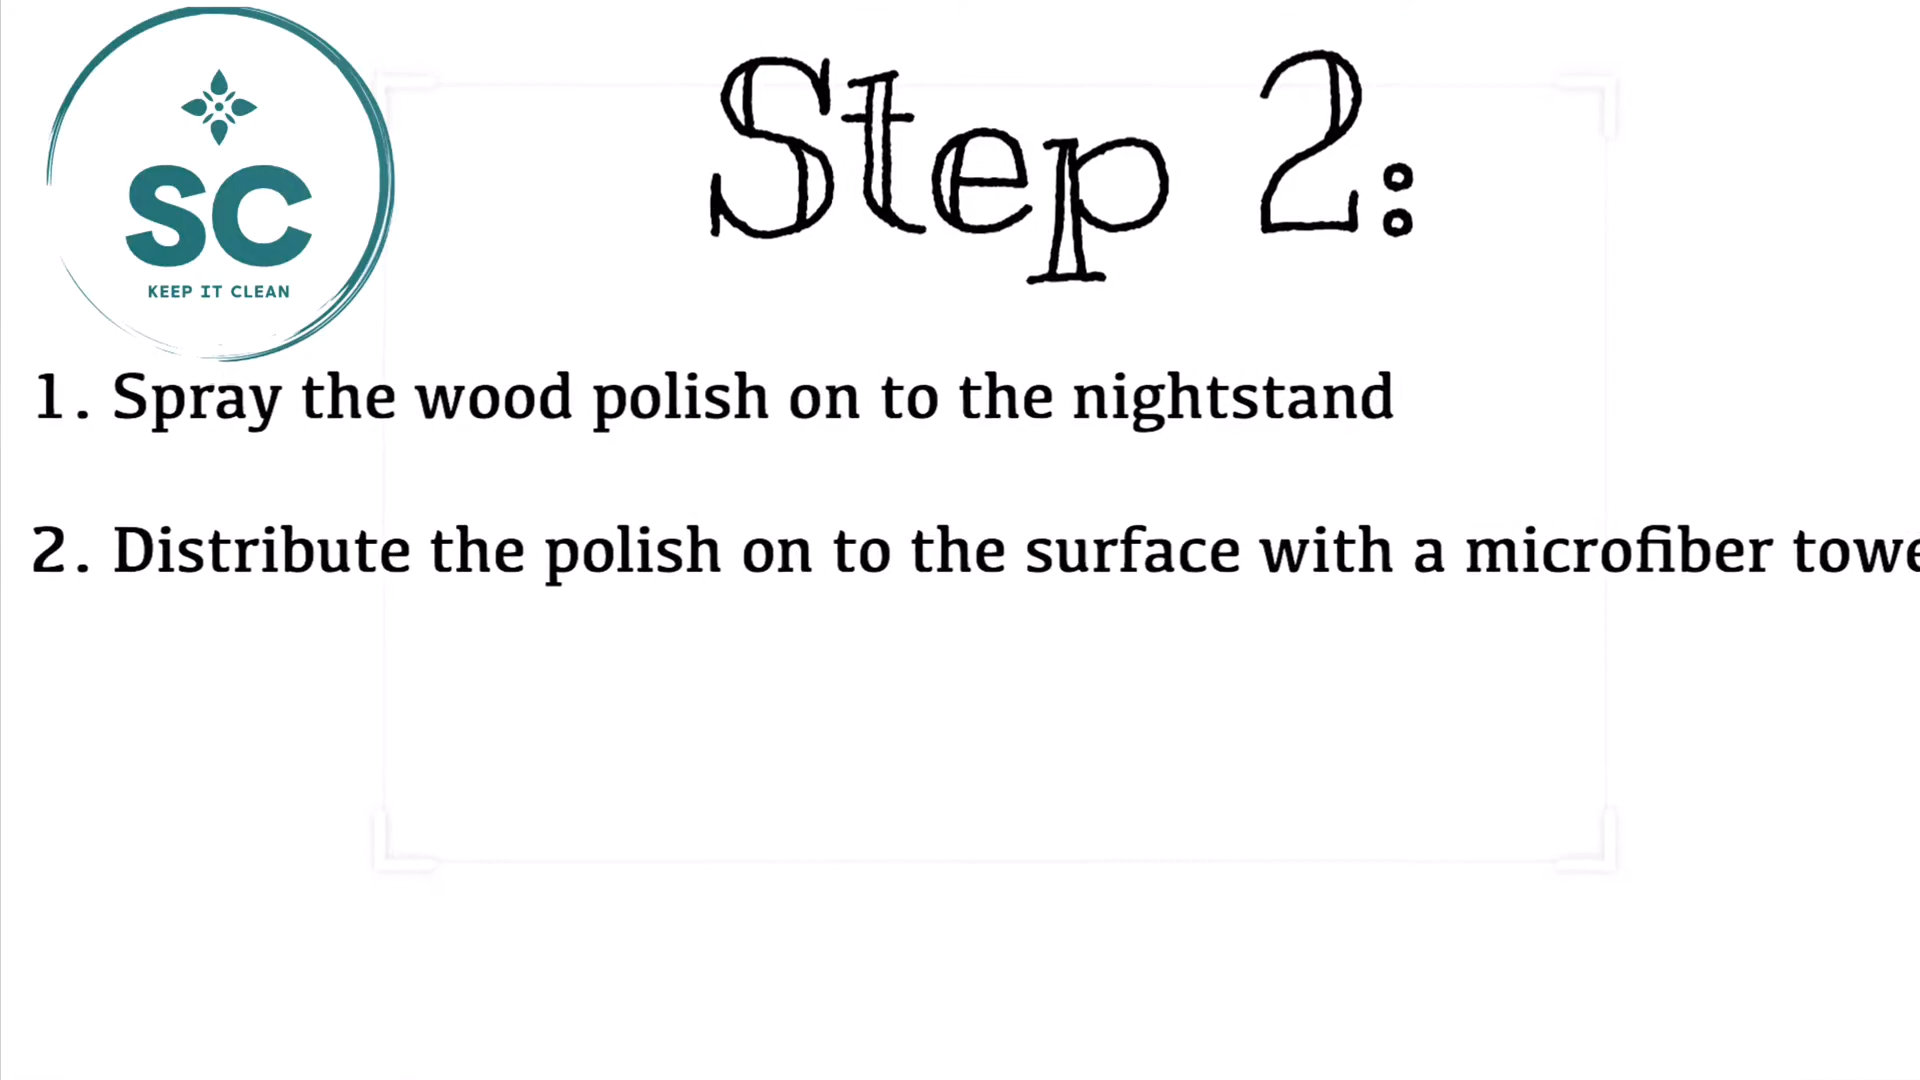 SC
KEEP IT CLEAN
Step 2:
1. Spray the wood polish on to the nightstand
2. Distribute the polish on to the surface with a microfiber towe